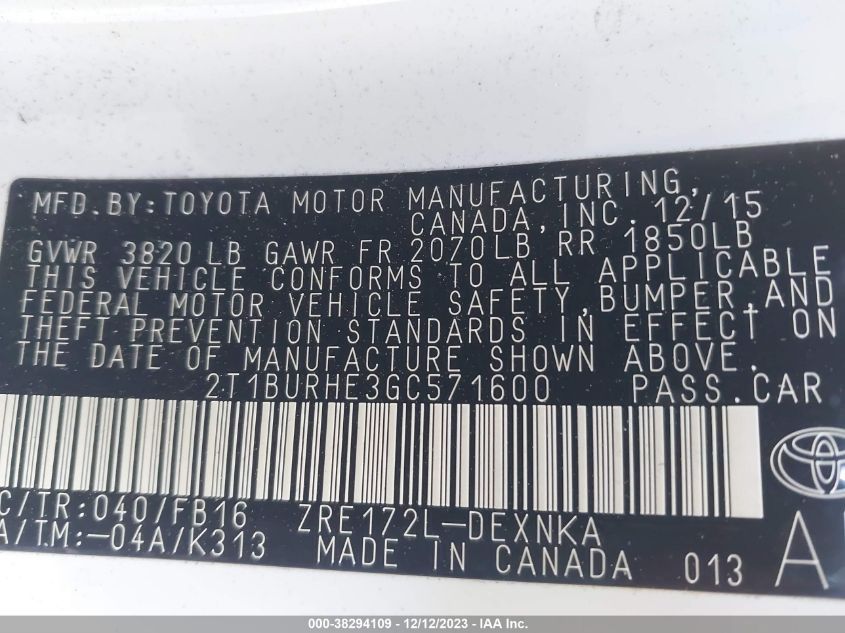 MFD.BY:TOYOTA MOTOR MANUFACTURING,
CANADA,INC. 12/15
GVWR 3820 LB GAWR FR 2070LB RR 1850LB
THIS VEHICLE CONFORMS TO ALL APPLICABLE
FEDERAL MOTOR VEHICLE SAFETY,BUMPER,AND
THEFT PREVENTION STANDARDS IN EFFECT ON
THE DATE OF MANUFACTURE SHOWN ABOVE.
2T1BURHE3GC571600 PASS.CAR
C/TR:040/FB16 ZRE172L-DEXNKA
A/TM:-04A/K313 MADE IN CANADA 013
000-38294109 - 12/12/2023 - IAA Inc.